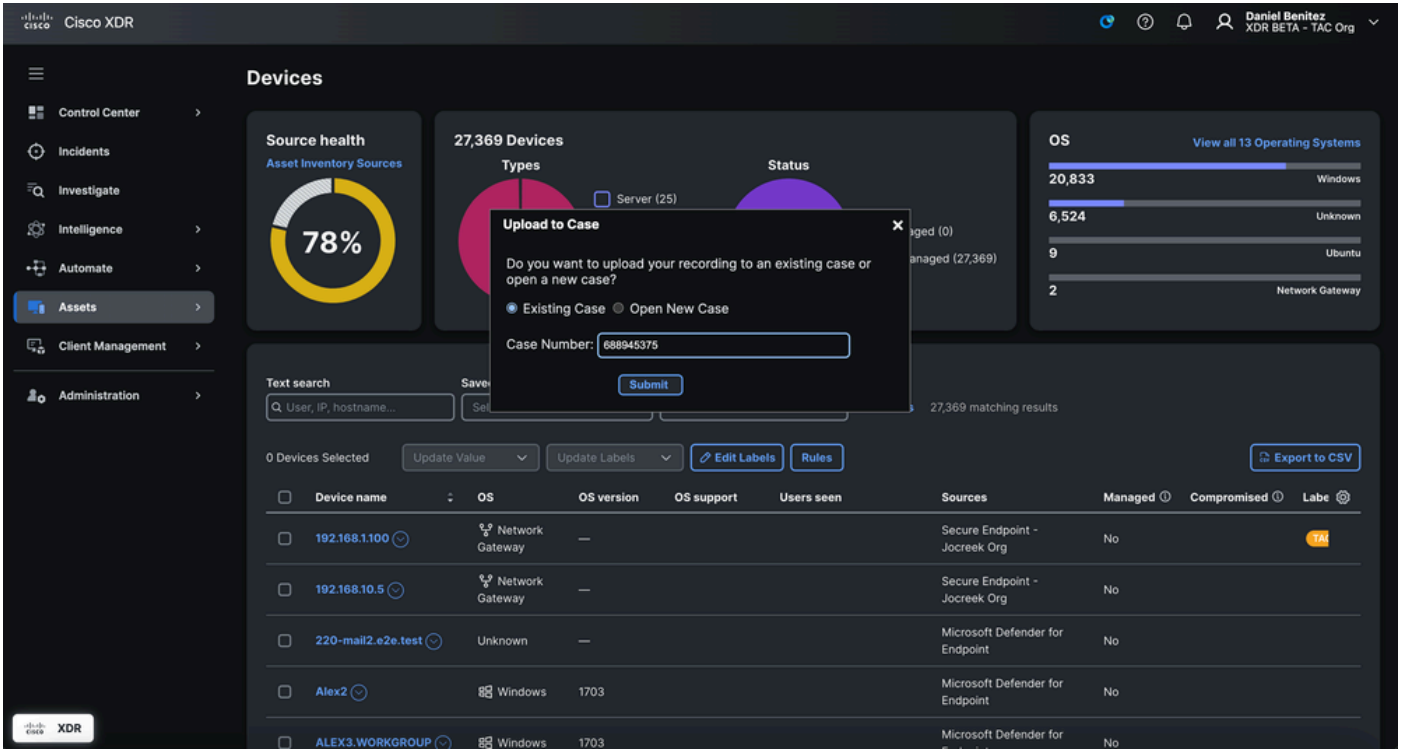 CISCO
Cisco XDR
Daniel Benitez
XDR BETA - TAC Org
Devices
Control Center
Incidents
Investigate
Intelligence
Automate
Assets
Client Management
Administration
Source health
Asset Inventory Sources
78%
27,369 Devices
Types
Server (25)
Status
aged (0)
anaged (27,369)
OS
View all 13 Operating Systems
20,833
Windows
6,524
Unknown
9
Ubuntu
2
Network Gateway
Upload to Case
Do you want to upload your recording to an existing case or
open a new case?
Existing Case
Open New Case
Case Number:
688945375
Submit
Text search
User, IP, hostname...
Save
Sel
s
27,369 matching results
0 Devices Selected
Update Value
Update Labels
Edit Labels
Rules
Export to CSV
Device name
OS
OS version
OS support
Users seen
Sources
Managed
Compromised
Labe
192.168.1.100
Network
Gateway
—
Secure Endpoint -
Jocreek Org
No
TAC
192.168.10.5
Network
Gateway
—
Secure Endpoint -
Jocreek Org
No
220-mail2.e2e.test
Unknown
—
Microsoft Defender for
Endpoint
No
Alex2
Windows
1703
Microsoft Defender for
Endpoint
No
ALEX3.WORKGROUP
Windows
1703
Microsoft Defender for
No
CISCO
XDR